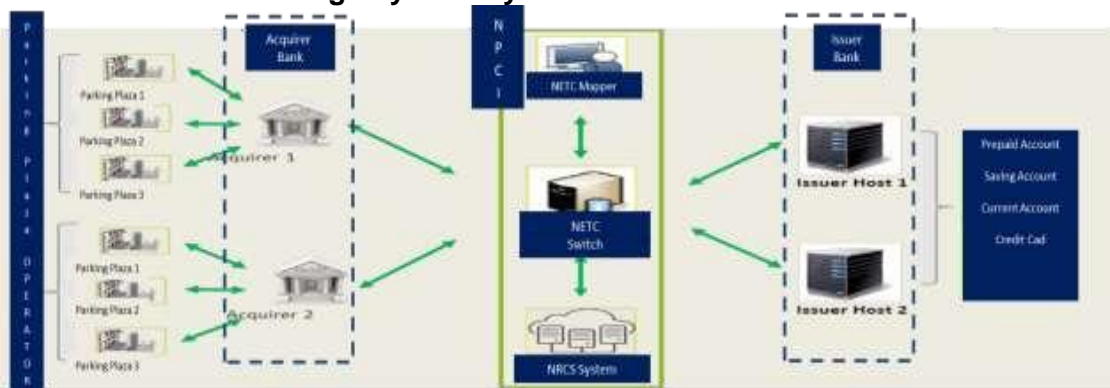 Parking Plaza OPERATOR
Acquirer
Bank
Parking Plaza 1
Parking Plaza 2
Parking Plaza 3
Acquirer 1
Parking Plaza 1
Parking Plaza 2
Parking Plaza 3
Acquirer 2
NPCI
NETC Mapper
NETC
Switch
NRCS System
Issuer
Bank
Issuer Host 1
Issuer Host 2
Prepaid Account
Saving Account
Current Account
Credit Cad